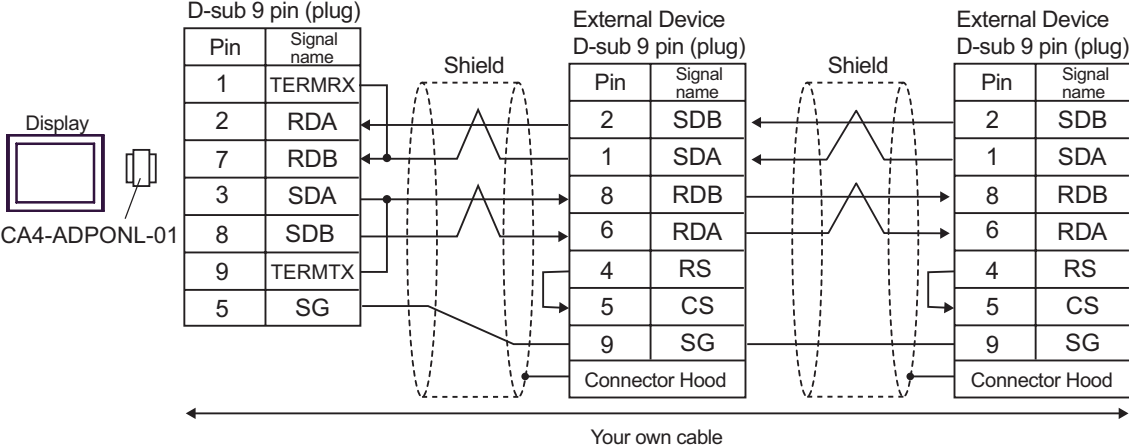 D-sub 9 pin (plug)
Pin Signal name
1 TERMRX
2 RDA
7 RDB
3 SDA
8 SDB
9 TERMTX
5 SG
Display
CA4-ADPONL-01
Shield
External Device
D-sub 9 pin (plug)
Pin Signal name
2 SDB
1 SDA
8 RDB
6 RDA
4 RS
5 CS
9 SG
Connector Hood
Shield
External Device
D-sub 9 pin (plug)
Pin Signal name
2 SDB
1 SDA
8 RDB
6 RDA
4 RS
5 CS
9 SG
Connector Hood
Your own cable